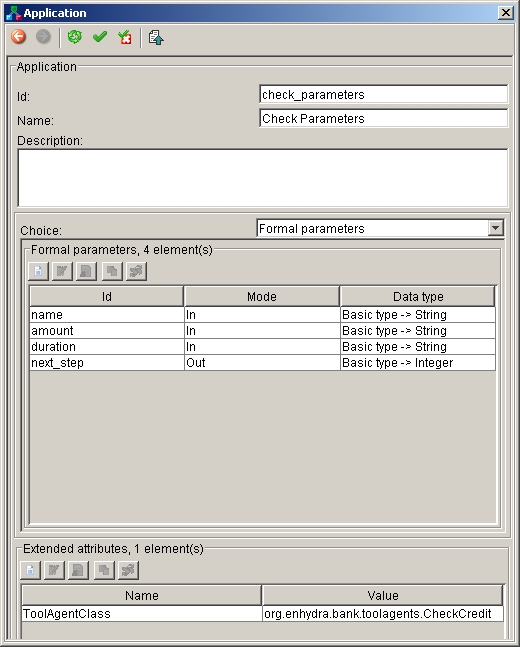 Application
Application
Id: check_parameters
Name: Check Parameters
Description:
Choice: Formal parameters
Formal parameters, 4 element(s)
Id Mode Data type
name In Basic type -> String
amount In Basic type -> String
duration In Basic type -> String
next_step Out Basic type -> Integer
Extended attributes, 1 element(s)
Name Value
ToolAgentClass org.enhydra.bank.toolagents.CheckCredit